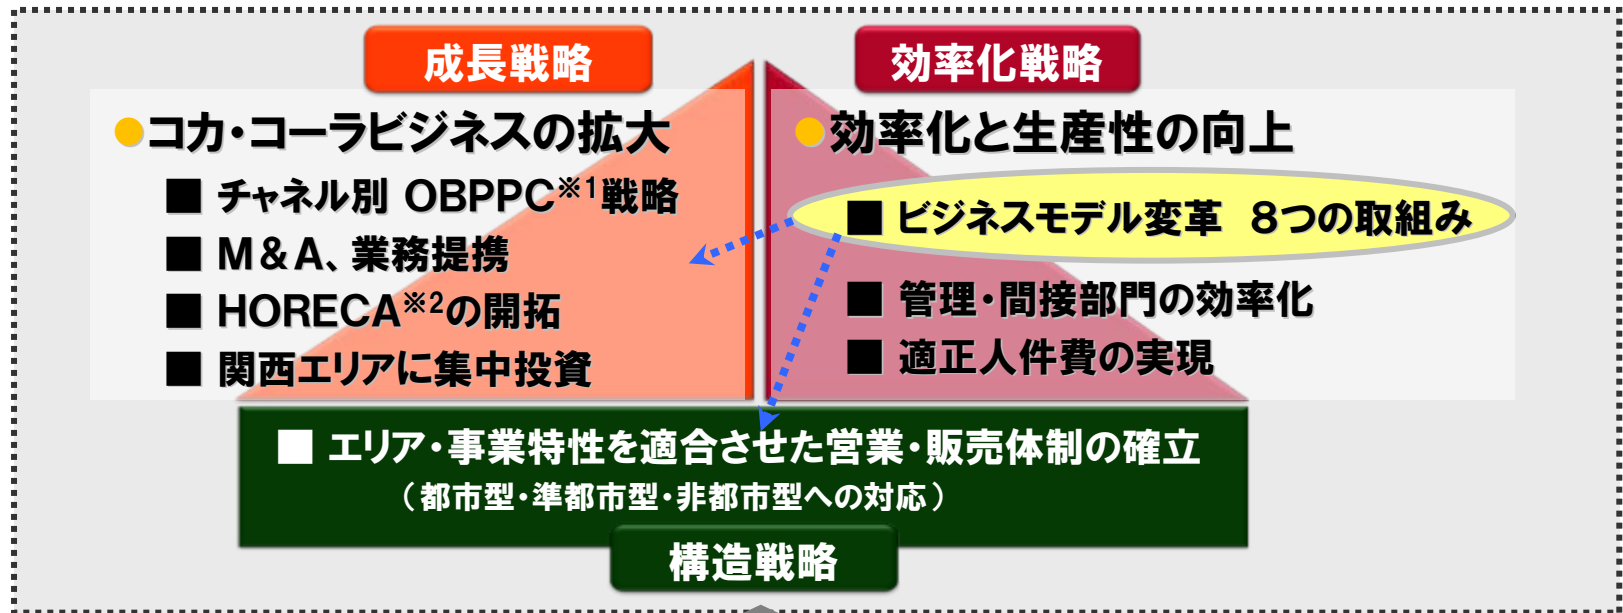 成長戦略
●コカ・コーラビジネスの拡大
■ チャネル別 OBPPC※1戦略
■ M&A、業務提携
■ HORECA※2の開拓
■ 関西エリアに集中投資
効率化戦略
●効率化と生産性の向上
■ ビジネスモデル変革 8つの取組み
■ 管理・間接部門の効率化
■ 適正人件費の実現
■ エリア・事業特性を適合させた営業・販売体制の確立
（都市型・準都市型・非都市型への対応）
構造戦略